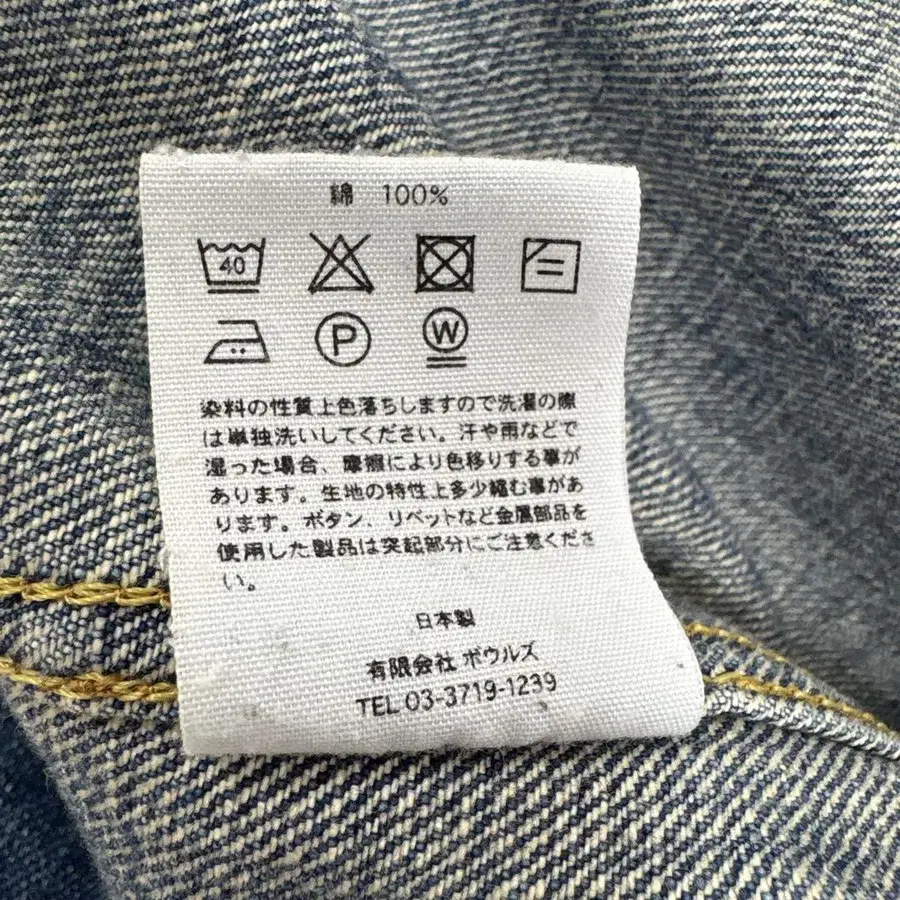 綿 100%
40
P
W
染料の性質上色落ちしますので洗濯の際
は単独洗いしてください。汗や雨などで
湿った場合、摩擦により色移りする事が
あります。生地の特性上多少縮む事があ
ります。ボタン、リベットなど金属部品を
使用した製品は突起部分にご注意くださ
い。
日本製
有限会社 ボウルズ
TEL 03-3719-1239